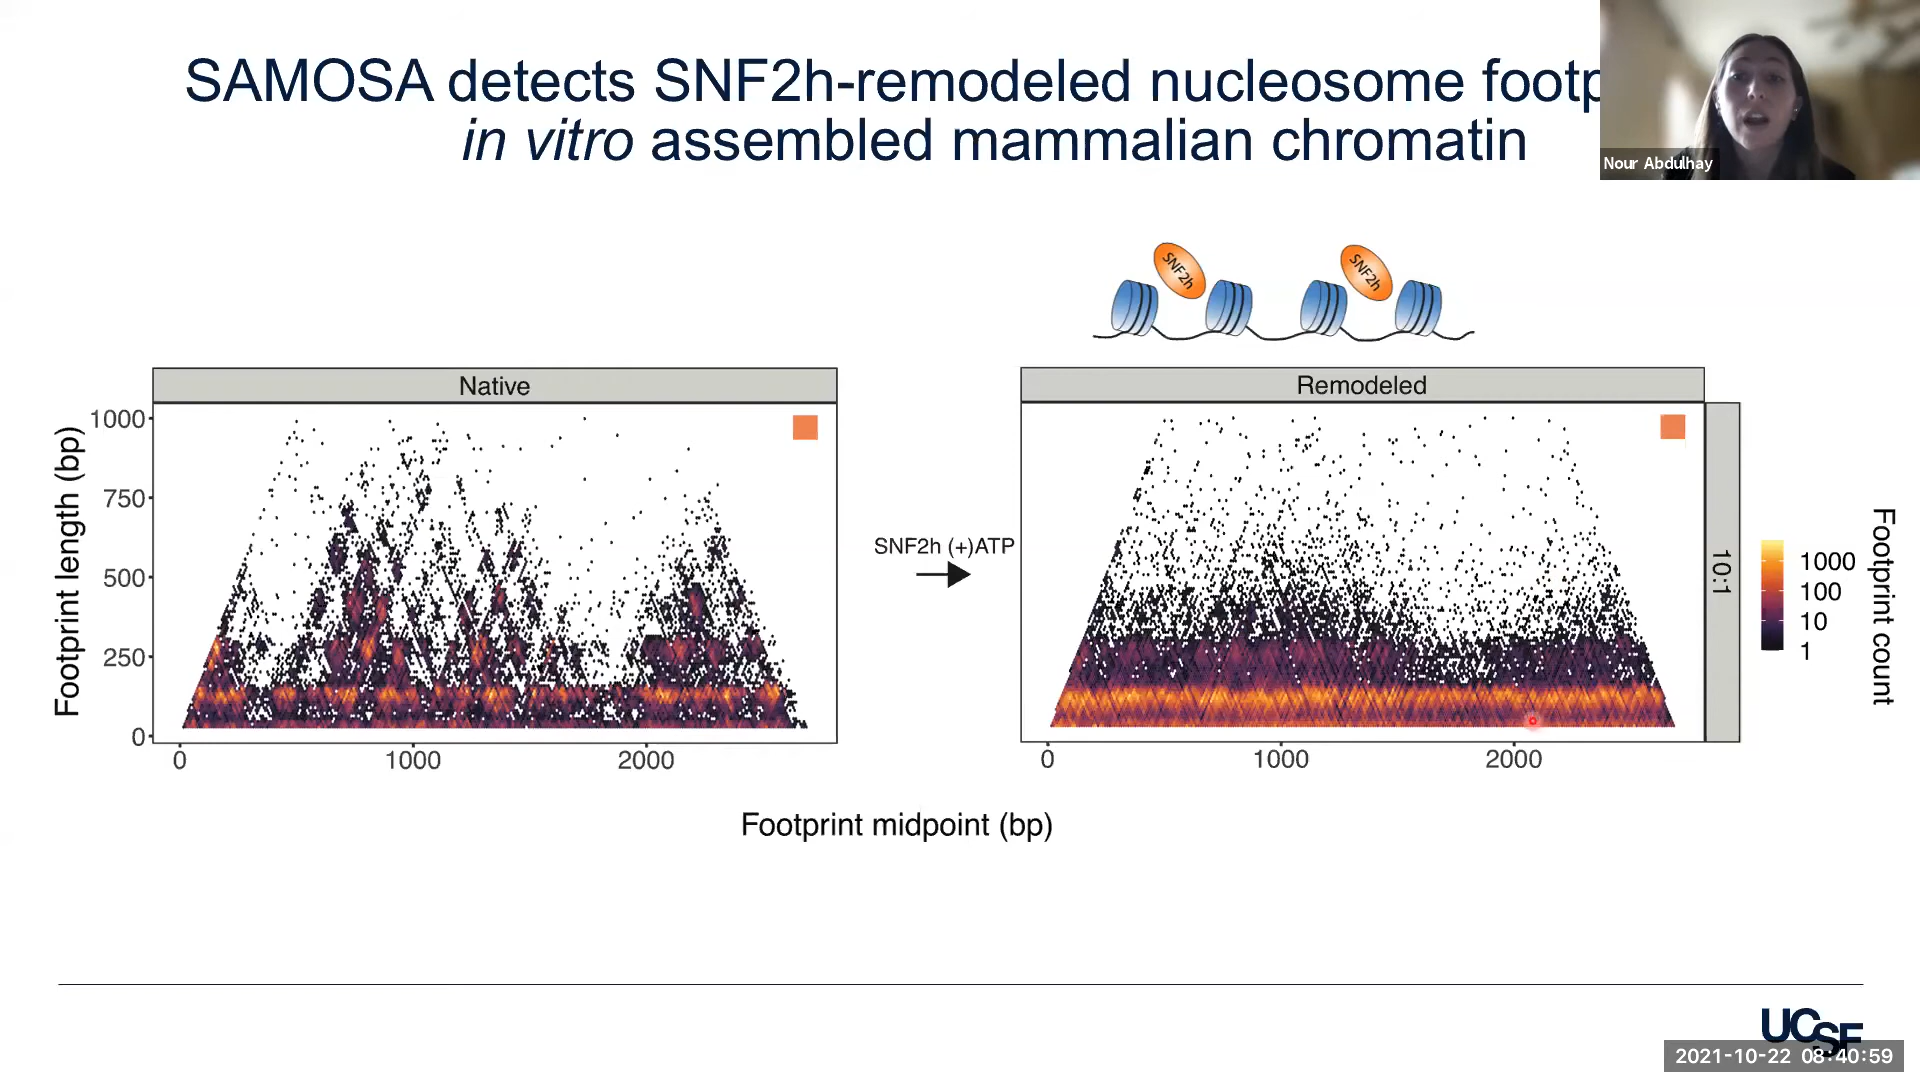 SAMOSA detects SNF2h-remodeled nucleosome
in vitro assembled mammalian chromatin
Nour Abdulhay
SNF2h
SNF2h
Native
Remodeled
Footprint length (bp)
1000
750
500
250
0
0
1000
2000
SNF2h (+)ATP
0
1000
2000
10:1
1000
100
10
1
Footprint count
Footprint midpoint (bp)
UCSF
2021-10-22 08:40:59